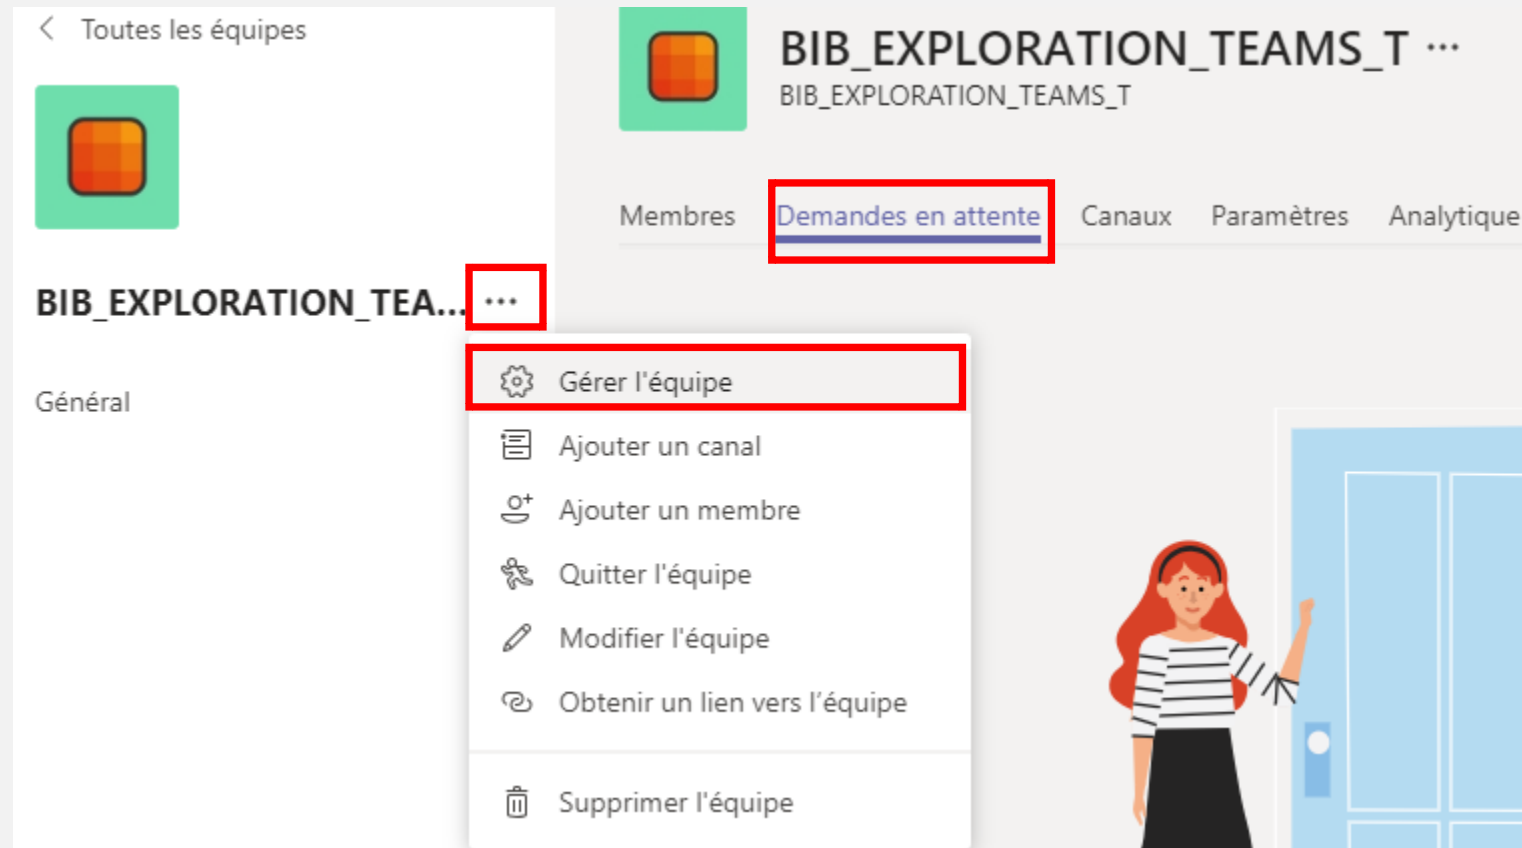 Toutes les équipes
BIB_EXPLORATION_TEA...
...
Général
Gérer l'équipe
Ajouter un canal
Ajouter un membre
Quitter l'équipe
Modifier l'équipe
Obtenir un lien vers l’équipe
Supprimer l'équipe
BIB_EXPLORATION_TEAMS_T ...
BIB_EXPLORATION_TEAMS_T
Membres Demandes en attente Canaux Paramètres Analytique